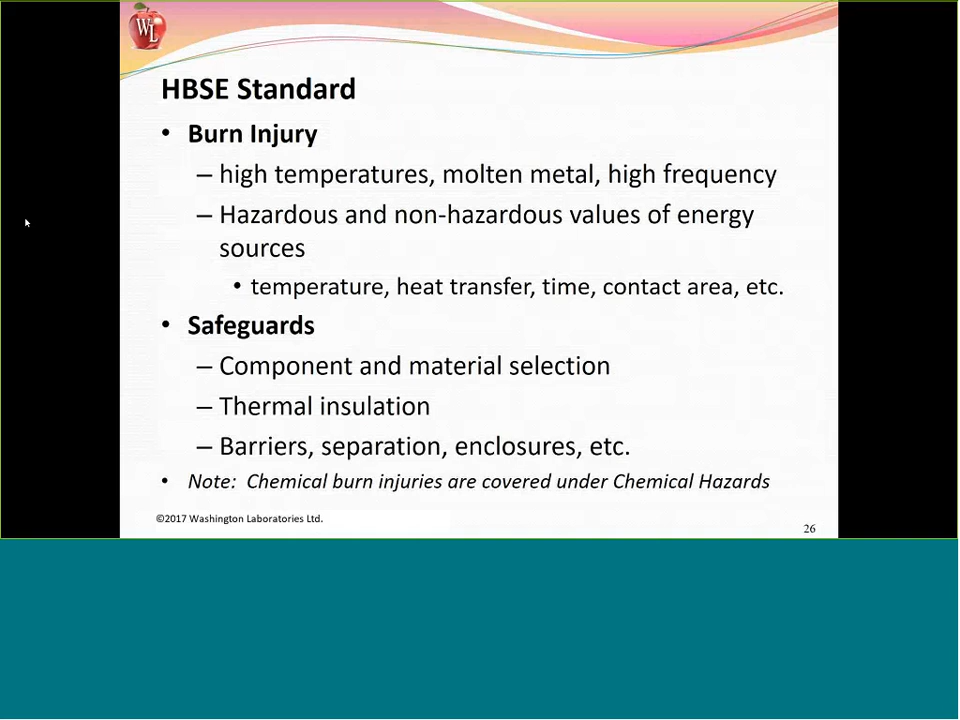 WL
HBSE Standard
• Burn Injury
– high temperatures, molten metal, high frequency
– Hazardous and non-hazardous values of energy
sources
• temperature, heat transfer, time, contact area, etc.
• Safeguards
– Component and material selection
– Thermal insulation
– Barriers, separation, enclosures, etc.
• Note:  Chemical burn injuries are covered under Chemical Hazards
©2017 Washington Laboratories Ltd.
26